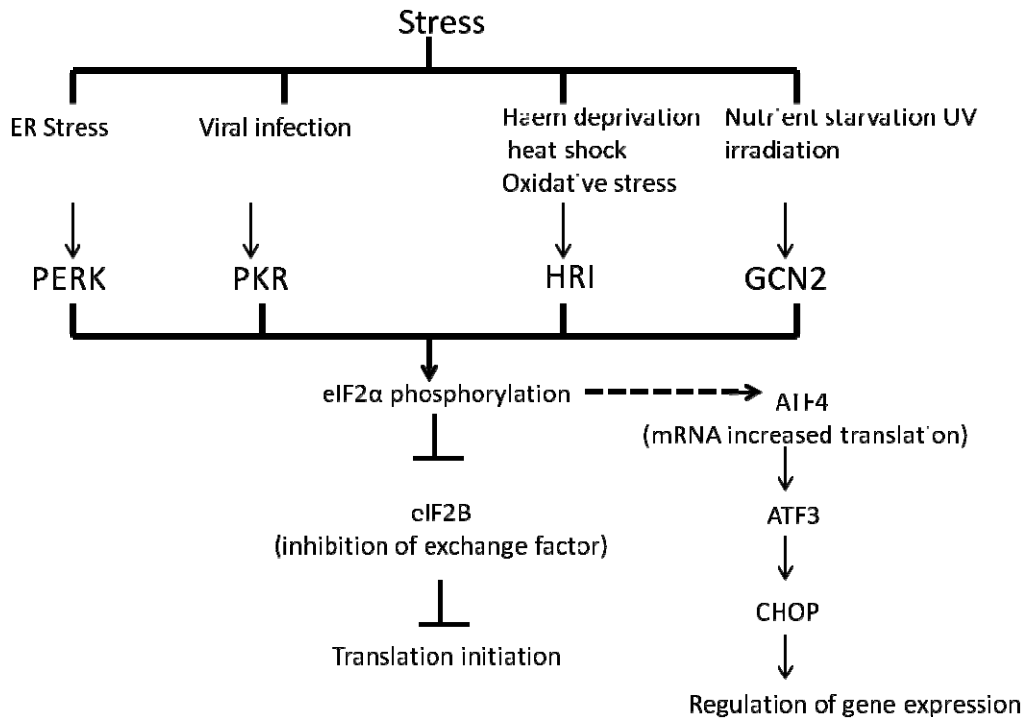 Stress
ER Stress
Viral infection
Haem deprivation
heat shock
Oxidative stress
Nutrient starvation UV
irradiation
PERK
PKR
HRI
GCN2
eIF2α phosphorylation
ATF4
(mRNA increased translation)
eIF2B
(inhibition of exchange factor)
ATF3
CHOP
Translation initiation
Regulation of gene expression